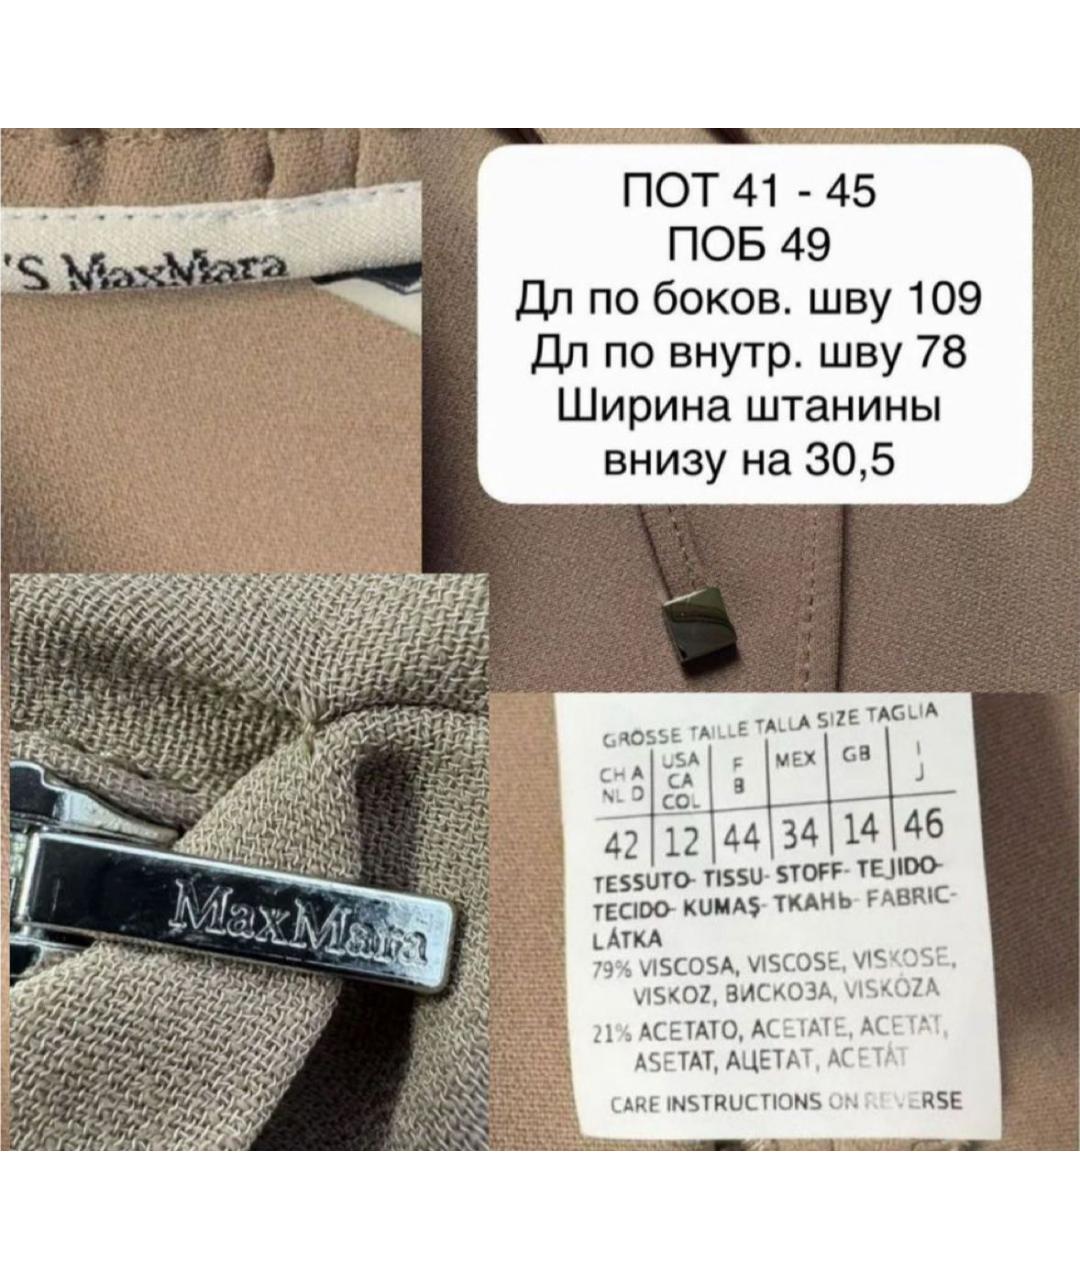 'S MaxMara
ПОТ 41 - 45
ПОБ 49
Дл по боков. шву 109
Дл по внутр. шву 78
Ширина штанины
внизу на 30,5
MaxMara
GRÖSSE TAILLE TALLA SIZE TAGLIA
CH A NL D | USA CA COL | F B | MEX | GB | I J
42 | 12 | 44 | 34 | 14 | 46
TESSUTO- TISSU- STOFF- TEJIDO-
TECIDO- KUMAŞ- ТКАНЬ- FABRIC-
LÁTKA
79% VISCOSA, VISCOSE, VISKOSE,
VISKOZ, ВИСКОЗА, VISKÓZA
21% ACETATO, ACETATE, ACETAT,
ASETAT, АЦЕТАТ, ACETÁT
CARE INSTRUCTIONS ON REVERSE